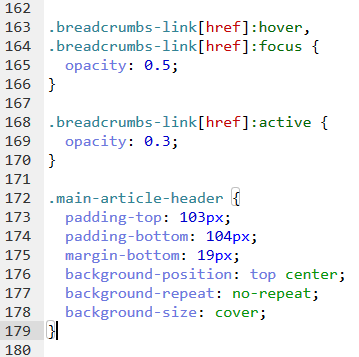 162
163 .breadcrumbs-link[href]:hover,
164 .breadcrumbs-link[href]:focus {
165   opacity: 0.5;
166 }
167
168 .breadcrumbs-link[href]:active {
169   opacity: 0.3;
170 }
171
172 .main-article-header {
173   padding-top: 103px;
174   padding-bottom: 104px;
175   margin-bottom: 19px;
176   background-position: top center;
177   background-repeat: no-repeat;
178   background-size: cover;
179 }
180